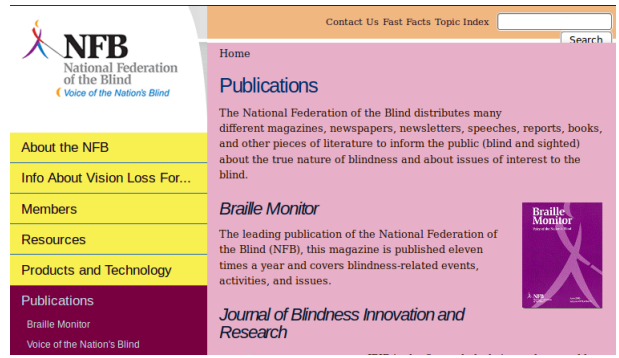 Contact Us Fast Facts Topic Index
Search
NFB
National Federation
of the Blind
Voice of the Nation's Blind
About the NFB
Info About Vision Loss For...
Members
Resources
Products and Technology
Publications
Braille Monitor
Voice of the Nation's Blind
Home
Publications
The National Federation of the Blind distributes many
different magazines, newspapers, newsletters, speeches, reports, books,
and other pieces of literature to inform the public (blind and sighted)
about the true nature of blindness and about issues of interest to the
blind.
Braille Monitor
The leading publication of the National Federation of
the Blind (NFB), this magazine is published eleven
times a year and covers blindness-related events,
activities, and issues.
Braille
Monitor
Voice of the Nation's Blind
NFB
Journal of Blindness Innovation and
Research